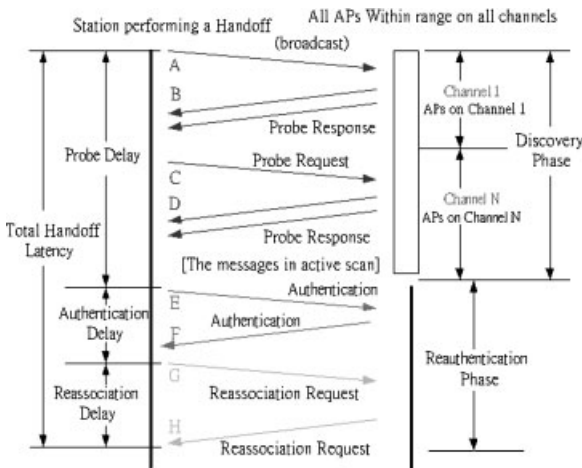 Station performing a Handoff
All APs Within range on all channels
(broadcast)
A
B
Probe Response
Probe Delay
Probe Request
C
D
Probe Response
Total Handoff
Latency
[The messages in active scan]
Channel 1
APs on Channel 1
Discovery
Phase
Channel N
APs on Channel N
E
Authentication
Authentication
Delay
F
Authentication
G
Reassociation
Delay
Reassociation Request
H
Reassociation Request
Reauthentication
Phase